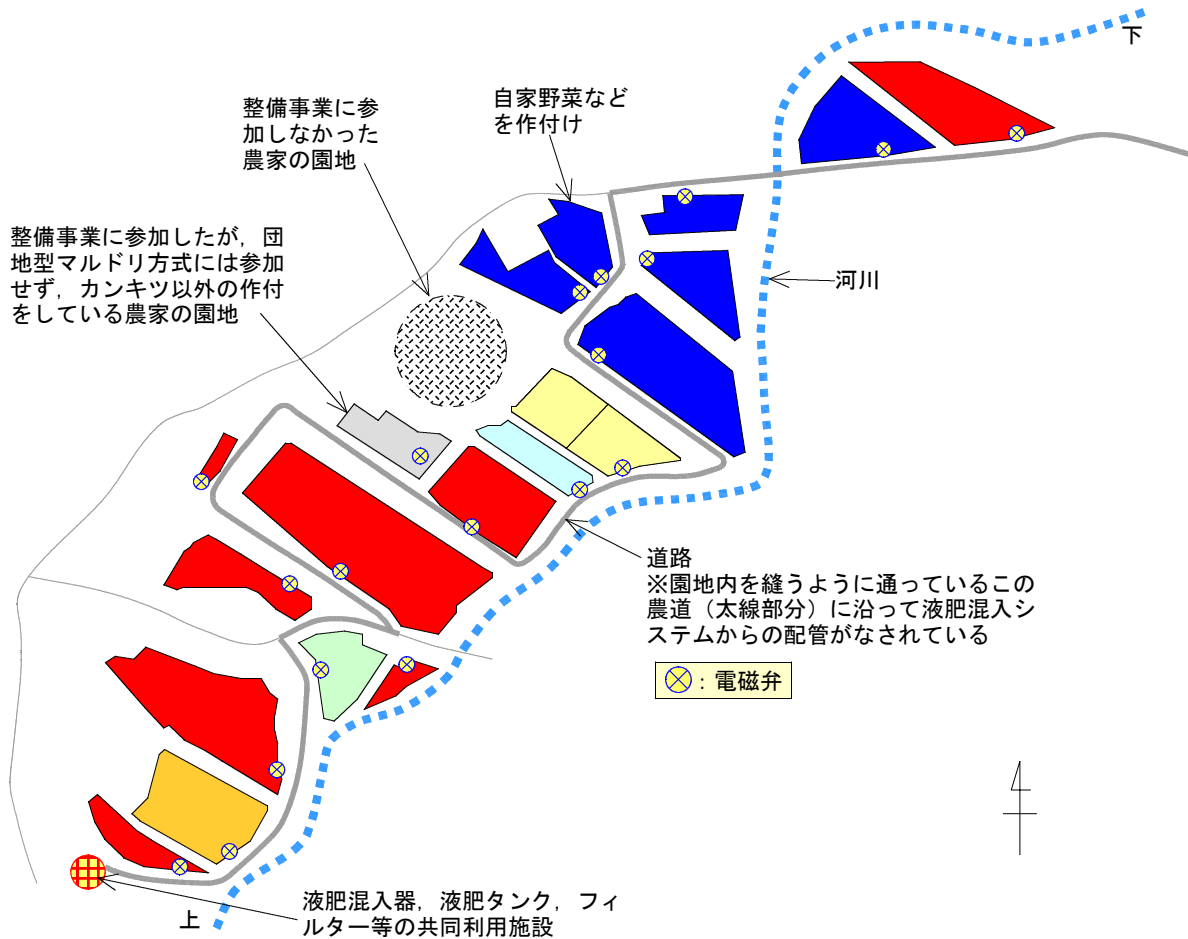 下
自家野菜など
を作付け
整備事業に参
加しなかった
農家の園地
整備事業に参加したが，団
地型マルドリ方式には参加
せず，カンキツ以外の作付
をしている農家の園地
河川
道路
※園地内を縫うように通っているこの
農道（太線部分）に沿って液肥混入シ
ステムからの配管がなされている
：電磁弁
液肥混入器，液肥タンク，フィ
ルター等の共同利用施設
上